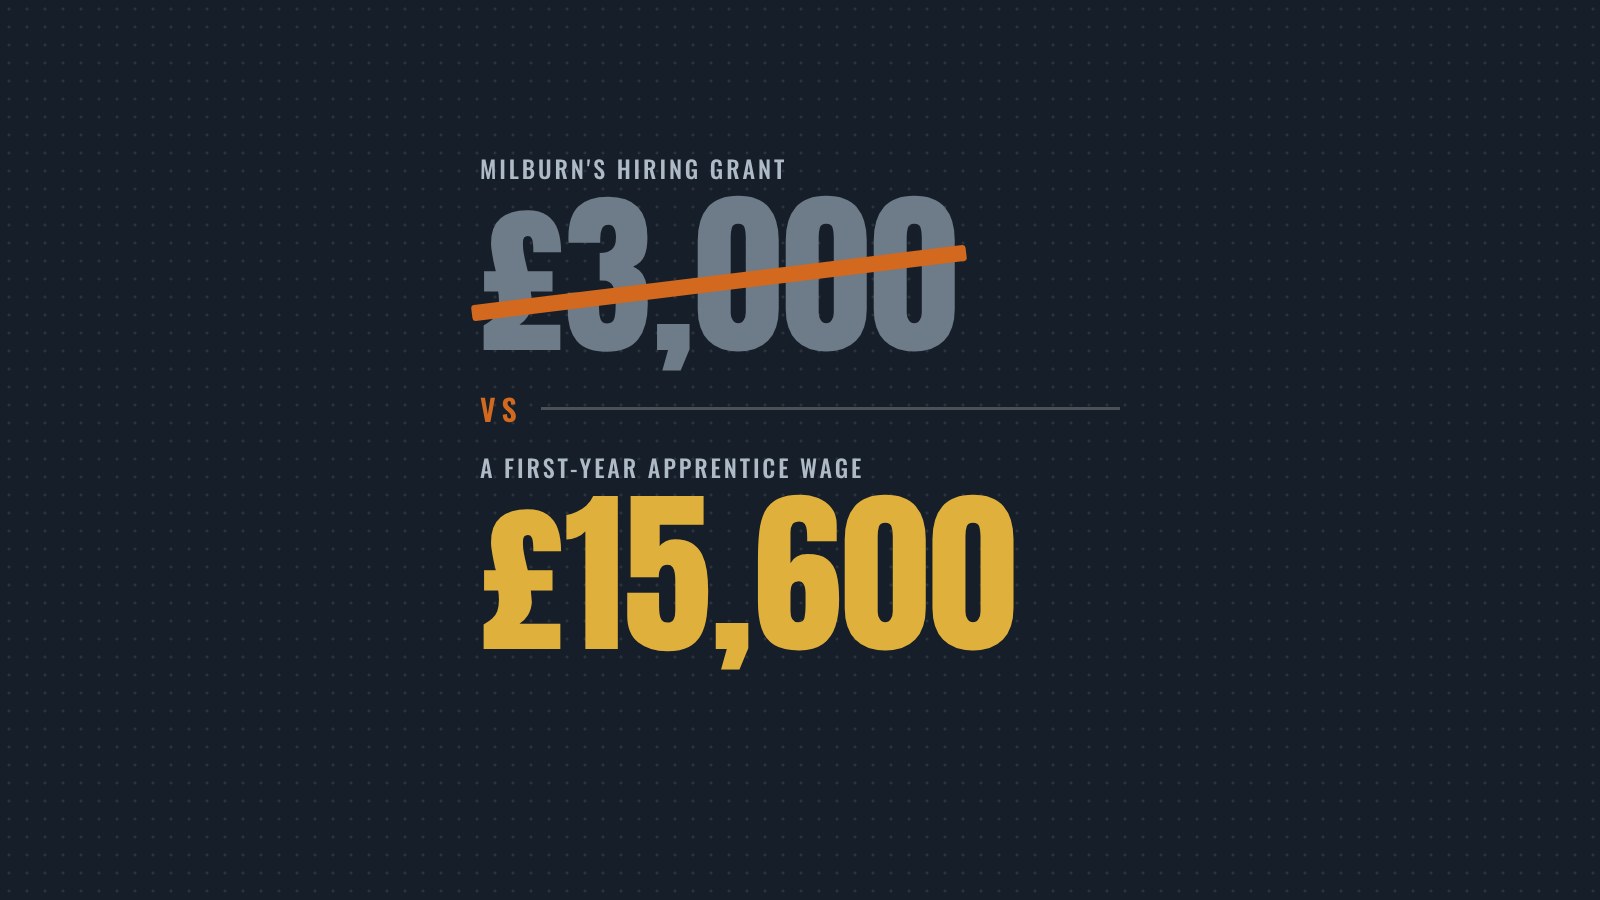 MILBURN'S HIRING GRANT
£3,000
VS
A FIRST-YEAR APPRENTICE WAGE
£15,600